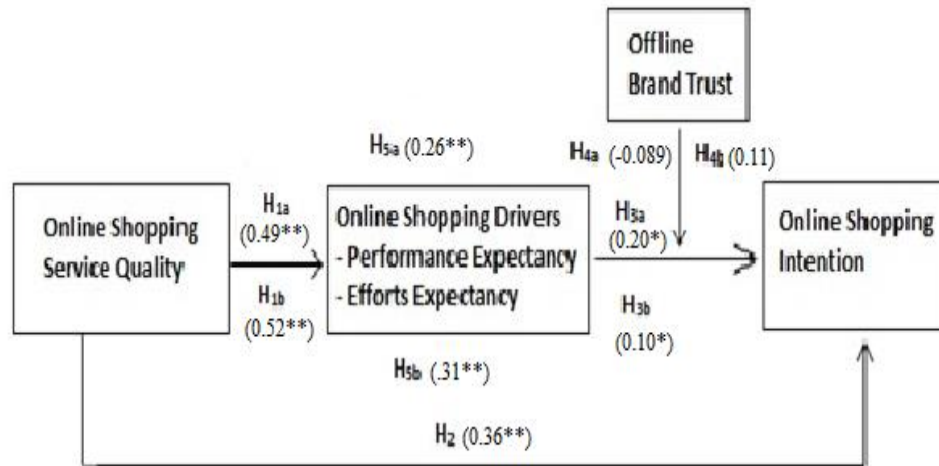 Offline
Brand Trust
H5a (0.26**)
H4a (-0.089)
H4b (0.11)
Online Shopping
Service Quality
H1a
(0.49**)
H1b
(0.52**)
Online Shopping Drivers
- Performance Expectancy
- Efforts Expectancy
H3a
(0.20*)
H3b
(0.10*)
Online Shopping
Intention
H5b (.31**)
H2 (0.36**)